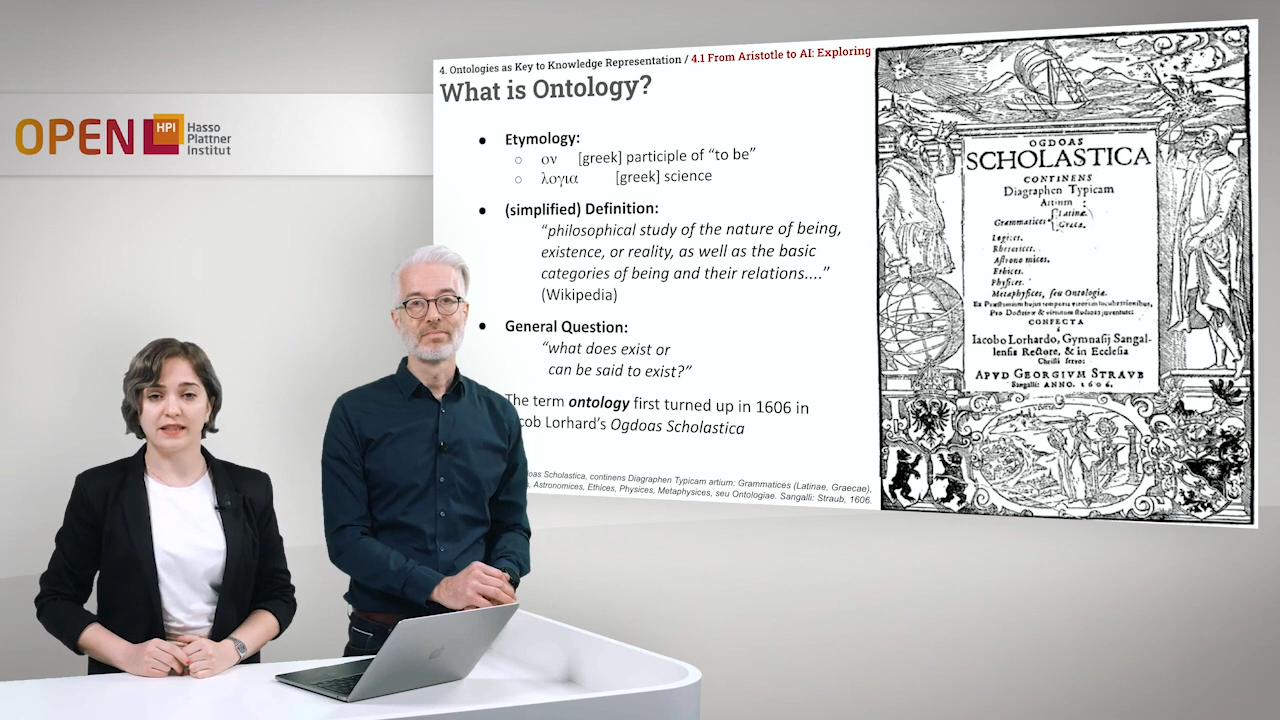 OPEN HPI Hasso
Plattner
Institut
4. Ontologies as Key to Knowledge Representation / 4.1 From Aristotle to AI: Exploring
What is Ontology?
● Etymology:
○ ον [greek] participle of “to be”
○ λογια [greek] science
● (simplified) Definition:
“philosophical study of the nature of being,
existence, or reality, as well as the basic
categories of being and their relations....”
(Wikipedia)
● General Question:
“what does exist or
can be said to exist?”
The term ontology first turned up in 1606 in
cob Lorhard’s Ogdoas Scholastica
doas Scholastica, continens Diagraphen Typicam artium: Grammatices (Latinae, Graecae),
s. Astronomices, Ethices, Physices, Metaphysices, seu Ontologiae. Sangalli: Straub, 1606.
OGDOAS
SCHOLASTICA
CONTINENS
Diagraphen Typicam
Artium:
Grammatices { Latinæ.
Græcæ.
Logices.
Rhetorices.
Astronomices.
Ethices.
Physices.
Metaphysices, seu Ontologiæ.
CONFECTA
à
Iacobo Lorhardo, Gymnasij Sangal-
lensis Rectore, & in Ecclesia
Christi servo:
APVD GEORGIVM STRAVB
Sangalli: ANNO. 1606.